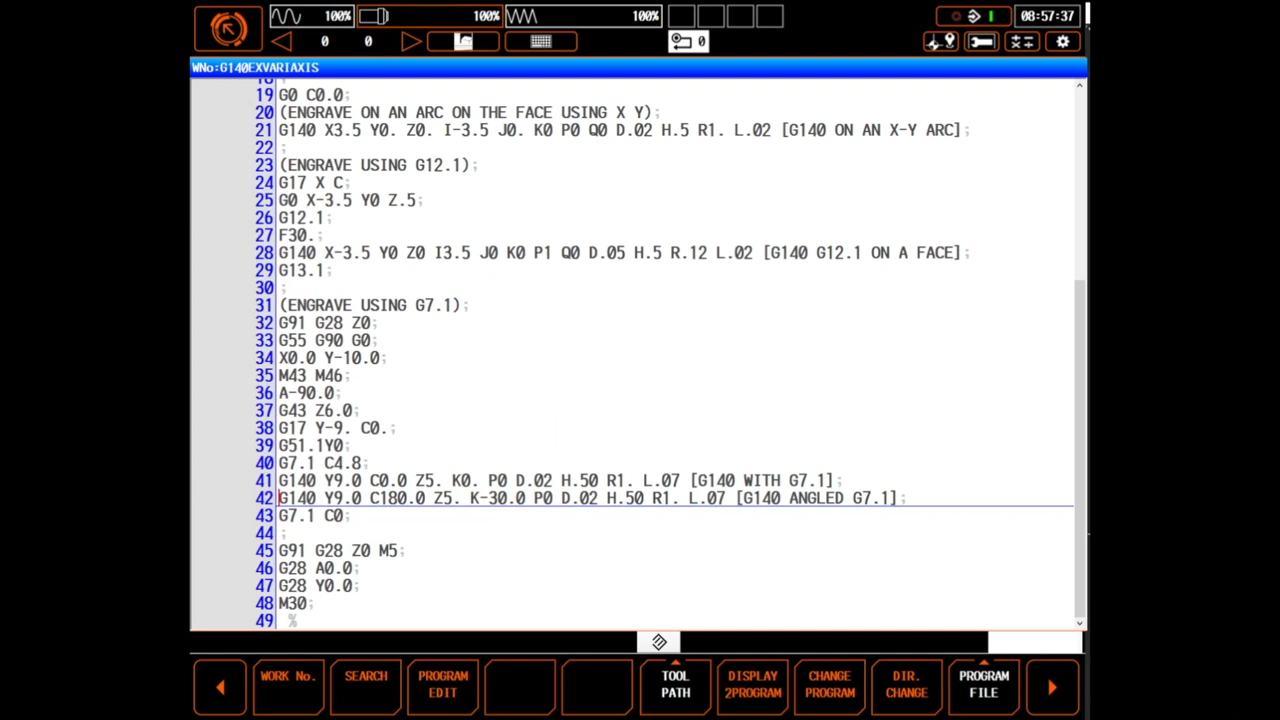 100%
100%
100%
08:57:37
0
0
0
WNo:G140EXVARIAXIS
18 ;
19 G0 C0.0;
20 (ENGRAVE ON AN ARC ON THE FACE USING X Y);
21 G140 X3.5 Y0. Z0. I-3.5 J0. K0 P0 Q0 D.02 H.5 R1. L.02 [G140 ON AN X-Y ARC];
22 ;
23 (ENGRAVE USING G12.1);
24 G17 X C;
25 G0 X-3.5 Y0 Z.5;
26 G12.1;
27 F30.;
28 G140 X-3.5 Y0 Z0 I3.5 J0 K0 P1 Q0 D.05 H.5 R.12 L.02 [G140 G12.1 ON A FACE];
29 G13.1;
30 ;
31 (ENGRAVE USING G7.1);
32 G91 G28 Z0;
33 G55 G90 G0;
34 X0.0 Y-10.0;
35 M43 M46;
36 A-90.0;
37 G43 Z6.0;
38 G17 Y-9. C0.;
39 G51.1Y0;
40 G7.1 C4.8;
41 G140 Y9.0 C0.0 Z5. K0. P0 D.02 H.50 R1. L.07 [G140 WITH G7.1];
42 G140 Y9.0 C180.0 Z5. K-30.0 P0 D.02 H.50 R1. L.07 [G140 ANGLED G7.1];
43 G7.1 C0;
44 ;
45 G91 G28 Z0 M5;
46 G28 A0.0;
47 G28 Y0.0;
48 M30;
49 %
WORK No.
SEARCH
PROGRAM
EDIT
TOOL
PATH
DISPLAY
2PROGRAM
CHANGE
PROGRAM
DIR.
CHANGE
PROGRAM
FILE